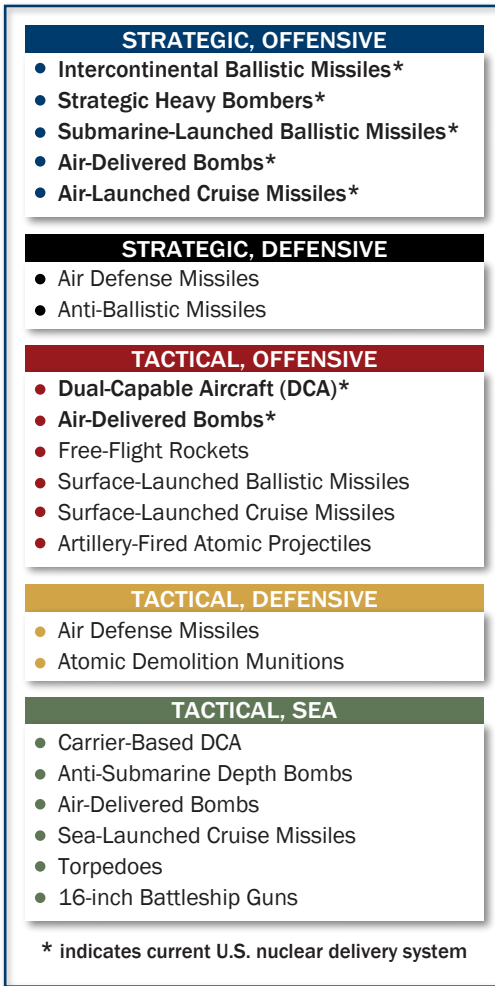 STRATEGIC, OFFENSIVE
• Intercontinental Ballistic Missiles*
• Strategic Heavy Bombers*
• Submarine-Launched Ballistic Missiles*
• Air-Delivered Bombs*
• Air-Launched Cruise Missiles*
STRATEGIC, DEFENSIVE
• Air Defense Missiles
• Anti-Ballistic Missiles
TACTICAL, OFFENSIVE
• Dual-Capable Aircraft (DCA)*
• Air-Delivered Bombs*
• Free-Flight Rockets
• Surface-Launched Ballistic Missiles
• Surface-Launched Cruise Missiles
• Artillery-Fired Atomic Projectiles
TACTICAL, DEFENSIVE
• Air Defense Missiles
• Atomic Demolition Munitions
TACTICAL, SEA
• Carrier-Based DCA
• Anti-Submarine Depth Bombs
• Air-Delivered Bombs
• Sea-Launched Cruise Missiles
• Torpedoes
• 16-inch Battleship Guns
* indicates current U.S. nuclear delivery system